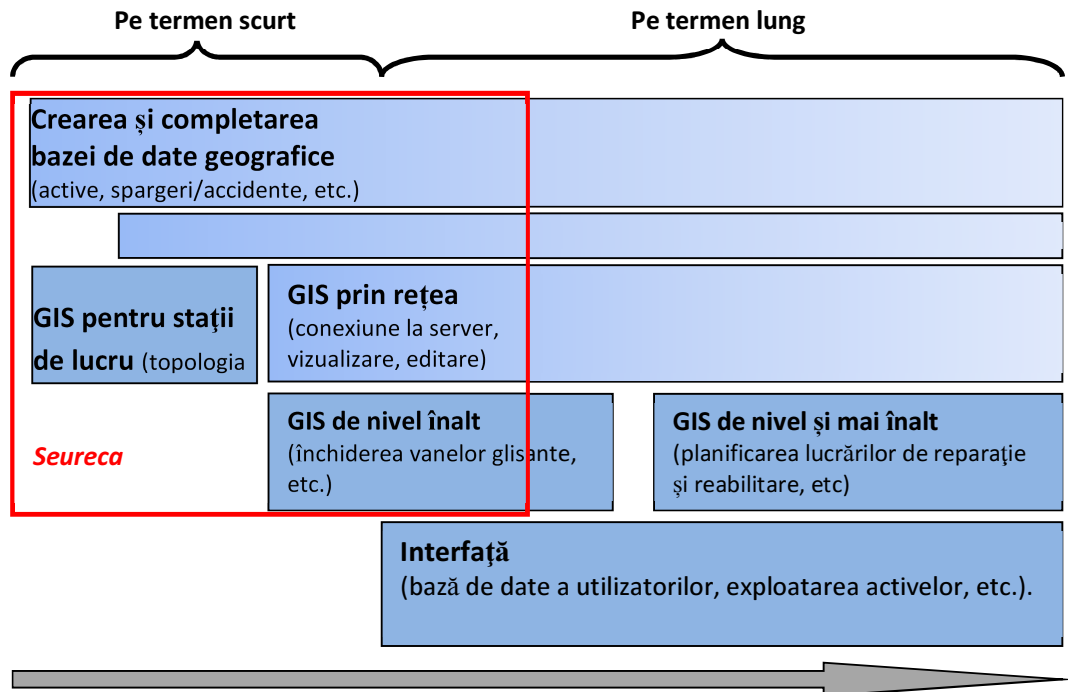 Pe termen scurt
Pe termen lung
Crearea și completarea
bazei de date geografice
(active, spargeri/accidente, etc.)
GIS pentru staţii
de lucru (topologia
GIS prin rețea
(conexiune la server,
vizualizare, editare)
Seureca
GIS de nivel înalt
(închiderea vanelor glisante,
etc.)
GIS de nivel și mai înalt
(planificarea lucrărilor de reparaţie
și reabilitare, etc)
Interfaţă
(bază de date a utilizatorilor, exploatarea activelor, etc.).